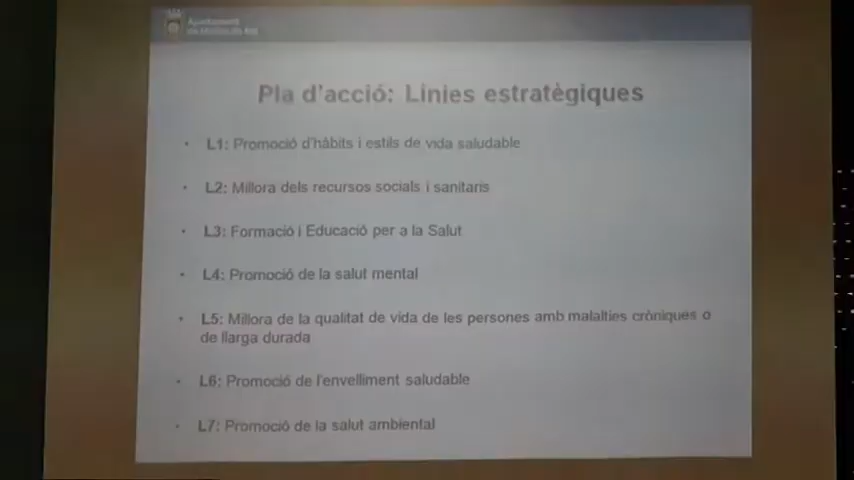 Ajuntament
de Molins de Rei
Pla d'acció: Línies estratègiques
• L1: Promoció d'hàbits i estils de vida saludable
• L2: Millora dels recursos socials i sanitaris
• L3: Formació i Educació per a la Salut
• L4: Promoció de la salut mental
• L5: Millora de la qualitat de vida de les persones amb malalties cròniques o
de llarga durada
• L6: Promoció de l'envelliment saludable
• L7: Promoció de la salut ambiental